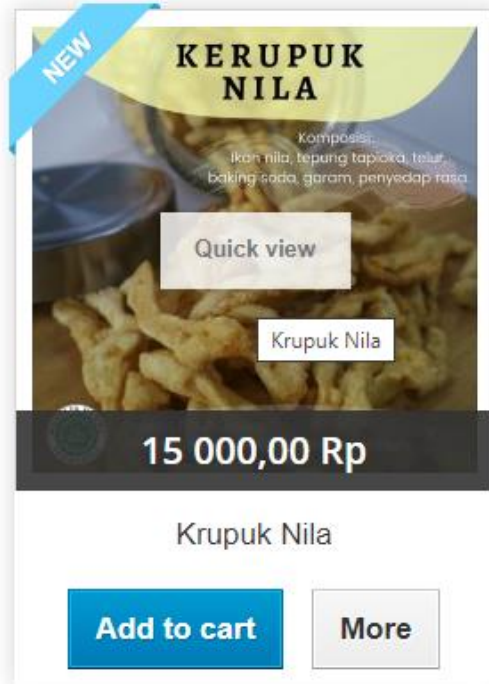 NEW
KERUPUK
NILA
Komposisi:
Ikan nila, tepung tapioka, telur,
baking soda, garam, penyedap rasa.
Quick view
Krupuk Nila
15 000,00 Rp
Krupuk Nila
Add to cart
More